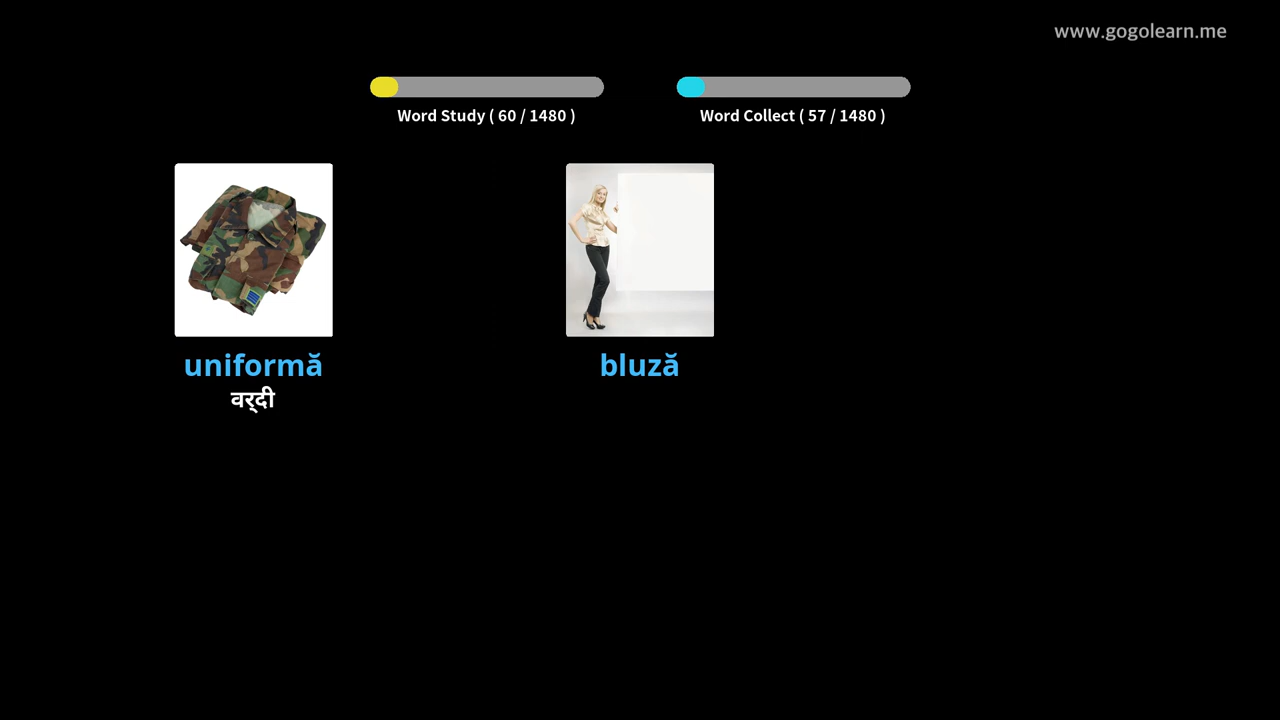 www.gogolearn.me
Word Study ( 60 / 1480 )
Word Collect ( 57 / 1480 )
uniformă
वर्दी
bluză